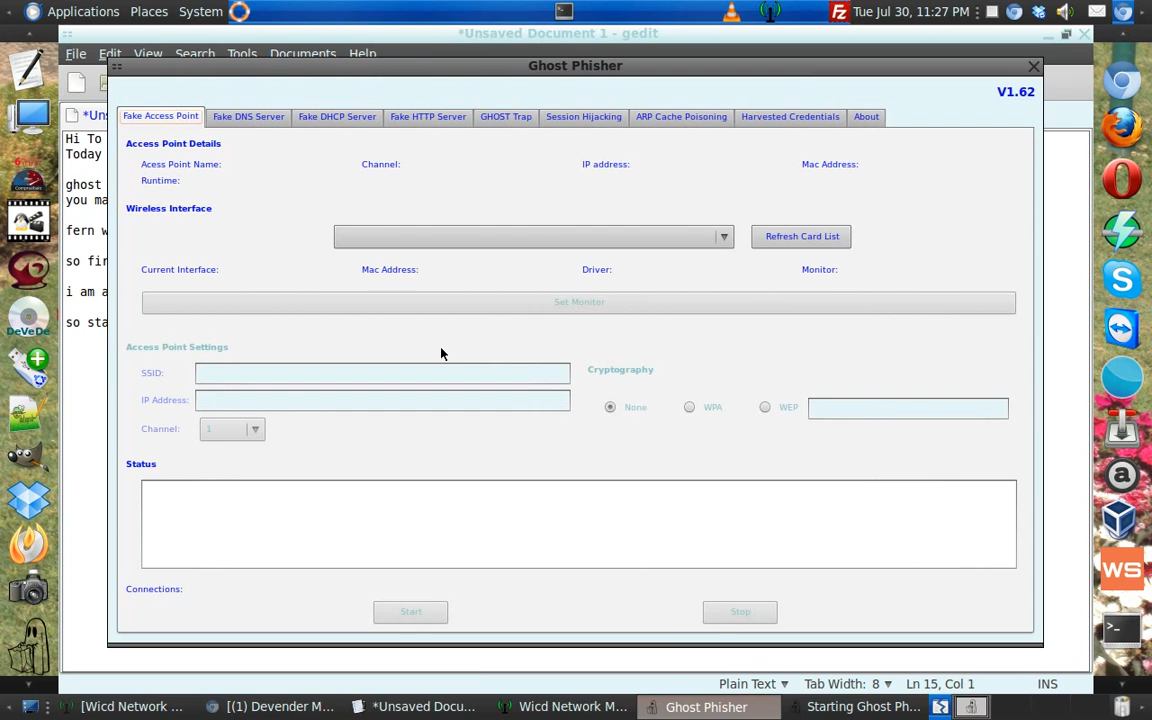 Applications Places System Tue Jul 30, 11:27 PM
*Unsaved Document 1 - gedit
File Edit View Search Tools Documents Help
Ghost Phisher
V1.62
*Uns
Fake Access Point Fake DNS Server Fake DHCP Server Fake HTTP Server GHOST Trap Session Hijacking ARP Cache Poisoning Harvested Credentials About
Hi To
Today
ghost
you ma
fern w
so fir
i am a
so sta
Access Point Details
Acess Point Name: Channel: IP address: Mac Address:
Runtime:
Wireless Interface
Refresh Card List
Current Interface: Mac Address: Driver: Monitor:
Set Monitor
Access Point Settings
SSID:
Cryptography
IP Address:
None WPA WEP
Channel: 1
Status
Connections:
Start Stop
DeVeDe
WS
>_
Plain Text Tab Width: 8 Ln 15, Col 1 INS
[Wicd Network ... [(1) Devender M... *Unsaved Docu... Wicd Network M... Ghost Phisher Starting Ghost Ph...